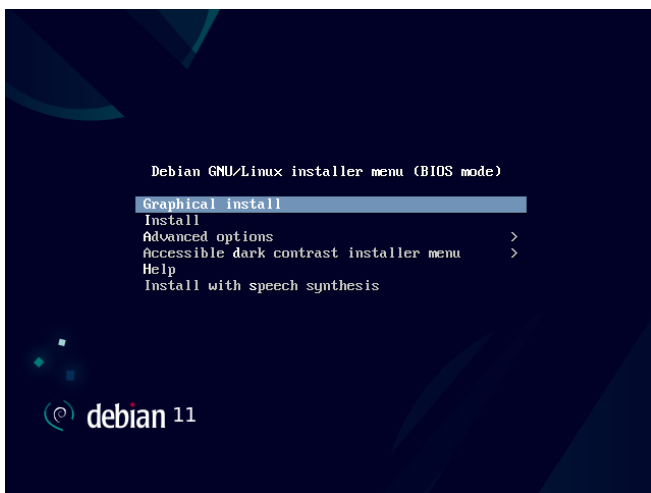 Debian GNU/Linux installer menu (BIOS mode)
Graphical install
Install
Advanced options >
Accessible dark contrast installer menu >
Help
Install with speech synthesis
debian 11